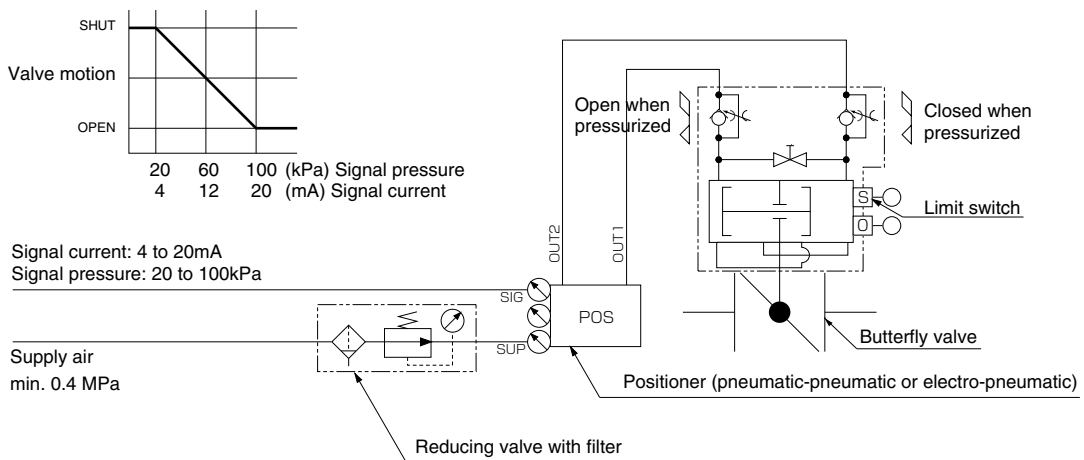 SHUT
Valve motion
OPEN
20 60 100 (kPa) Signal pressure
4 12 20 (mA) Signal current
Open when
pressurized
Closed when
pressurized
S
O
Limit switch
OUT2
OUT1
Signal current: 4 to 20mA
Signal pressure: 20 to 100kPa
SIG
POS
SUP
Butterfly valve
Supply air
min. 0.4 MPa
Positioner (pneumatic-pneumatic or electro-pneumatic)
Reducing valve with filter